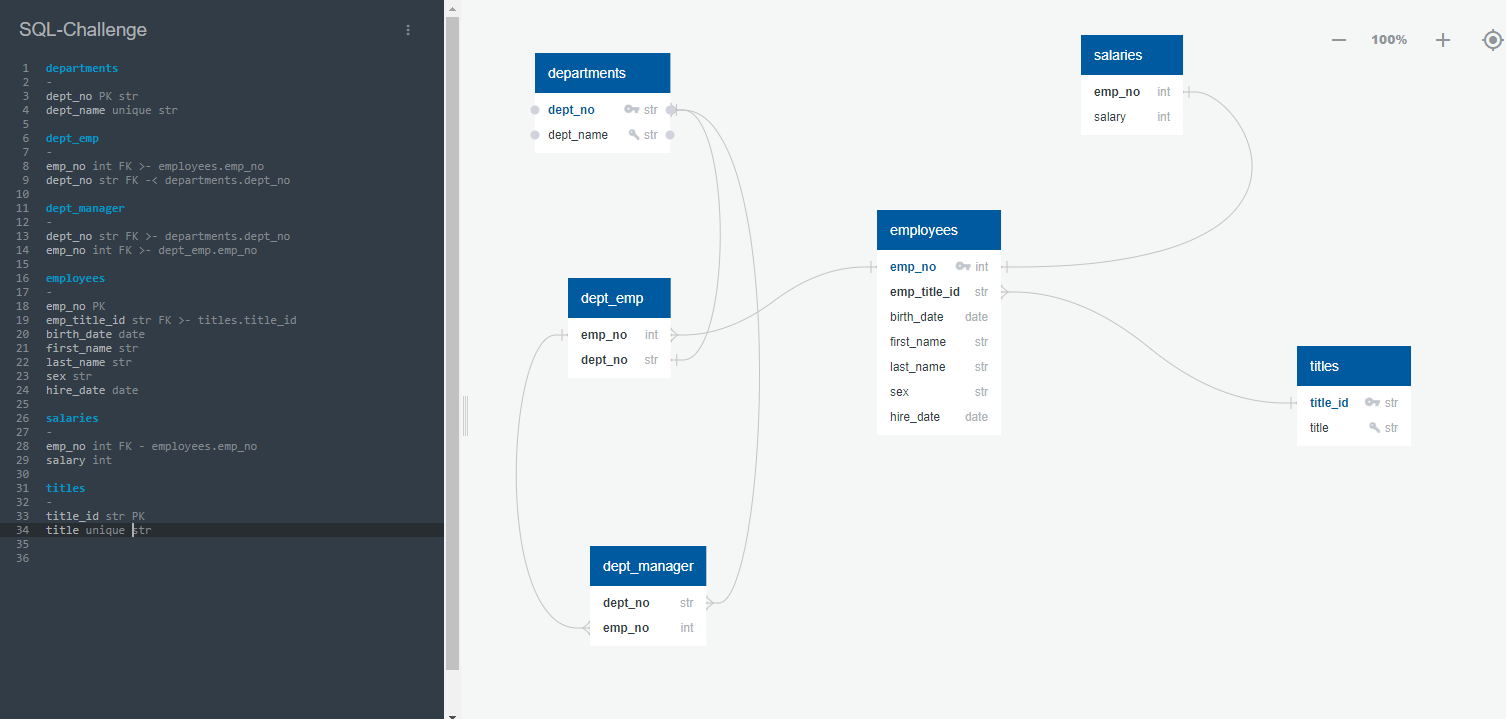 SQL-Challenge
1 departments
2 -
3 dept_no PK str
4 dept_name unique str
5
6 dept_emp
7 -
8 emp_no int FK >- employees.emp_no
9 dept_no str FK -< departments.dept_no
10
11 dept_manager
12 -
13 dept_no str FK >- departments.dept_no
14 emp_no int FK >- dept_emp.emp_no
15
16 employees
17 -
18 emp_no PK
19 emp_title_id str FK >- titles.title_id
20 birth_date date
21 first_name str
22 last_name str
23 sex str
24 hire_date date
25
26 salaries
27 -
28 emp_no int FK - employees.emp_no
29 salary int
30
31 titles
32 -
33 title_id str PK
34 title unique str
35
36
100%
departments
dept_no str
dept_name str
salaries
emp_no int
salary int
employees
emp_no int
emp_title_id str
birth_date date
first_name str
last_name str
sex str
hire_date date
dept_emp
emp_no int
dept_no str
titles
title_id str
title str
dept_manager
dept_no str
emp_no int